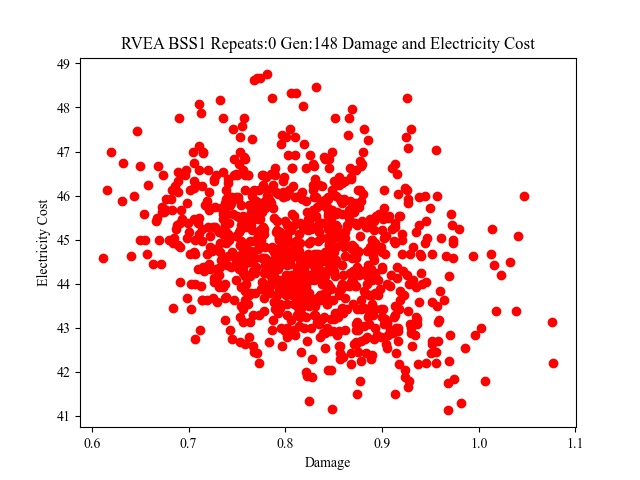 RVEA BSS1 Repeats:0 Gen:148 Damage and Electricity Cost
49
48
47
46
45
44
43
42
41
Electricity Cost
0.6 0.7 0.8 0.9 1.0 1.1
Damage